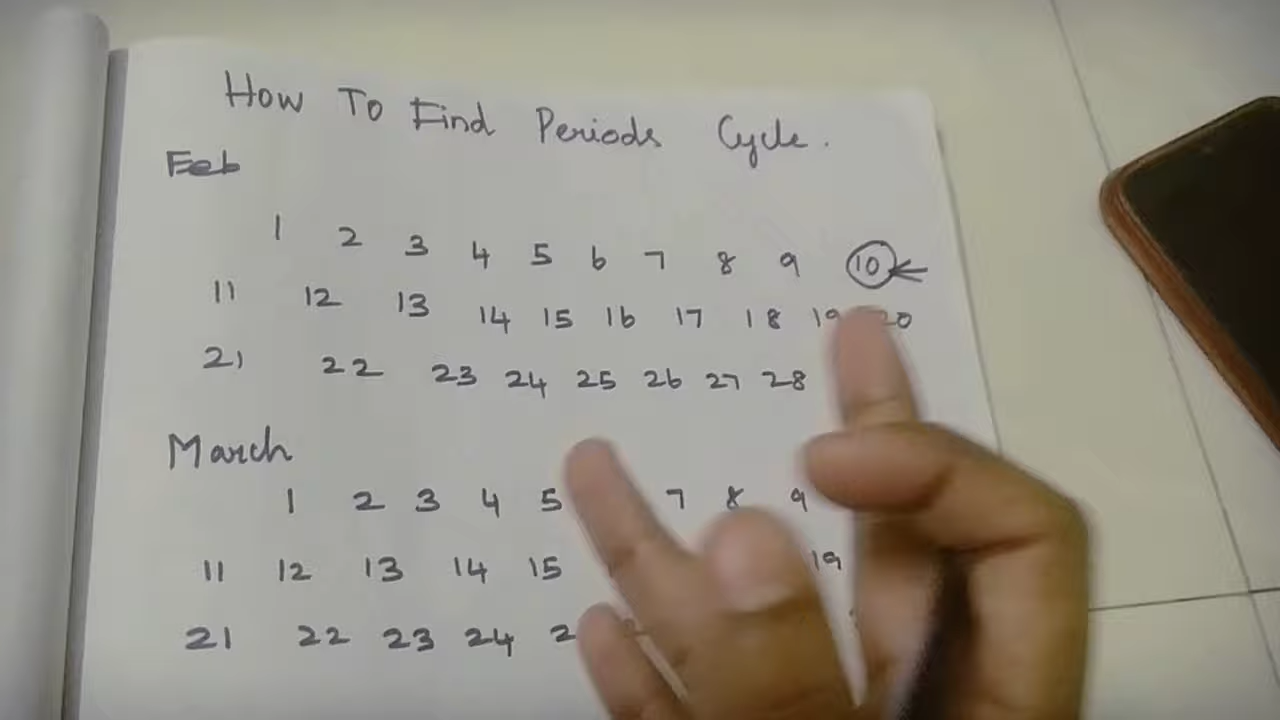 How To Find Periods Cycle.
Feb
1 2 3 4 5 6 7 8 9 10
11 12 13 14 15 16 17 18 19 20
21 22 23 24 25 26 27 28
March
1 2 3 4 5 7 8 9
11 12 13 14 15 19
21 22 23 24